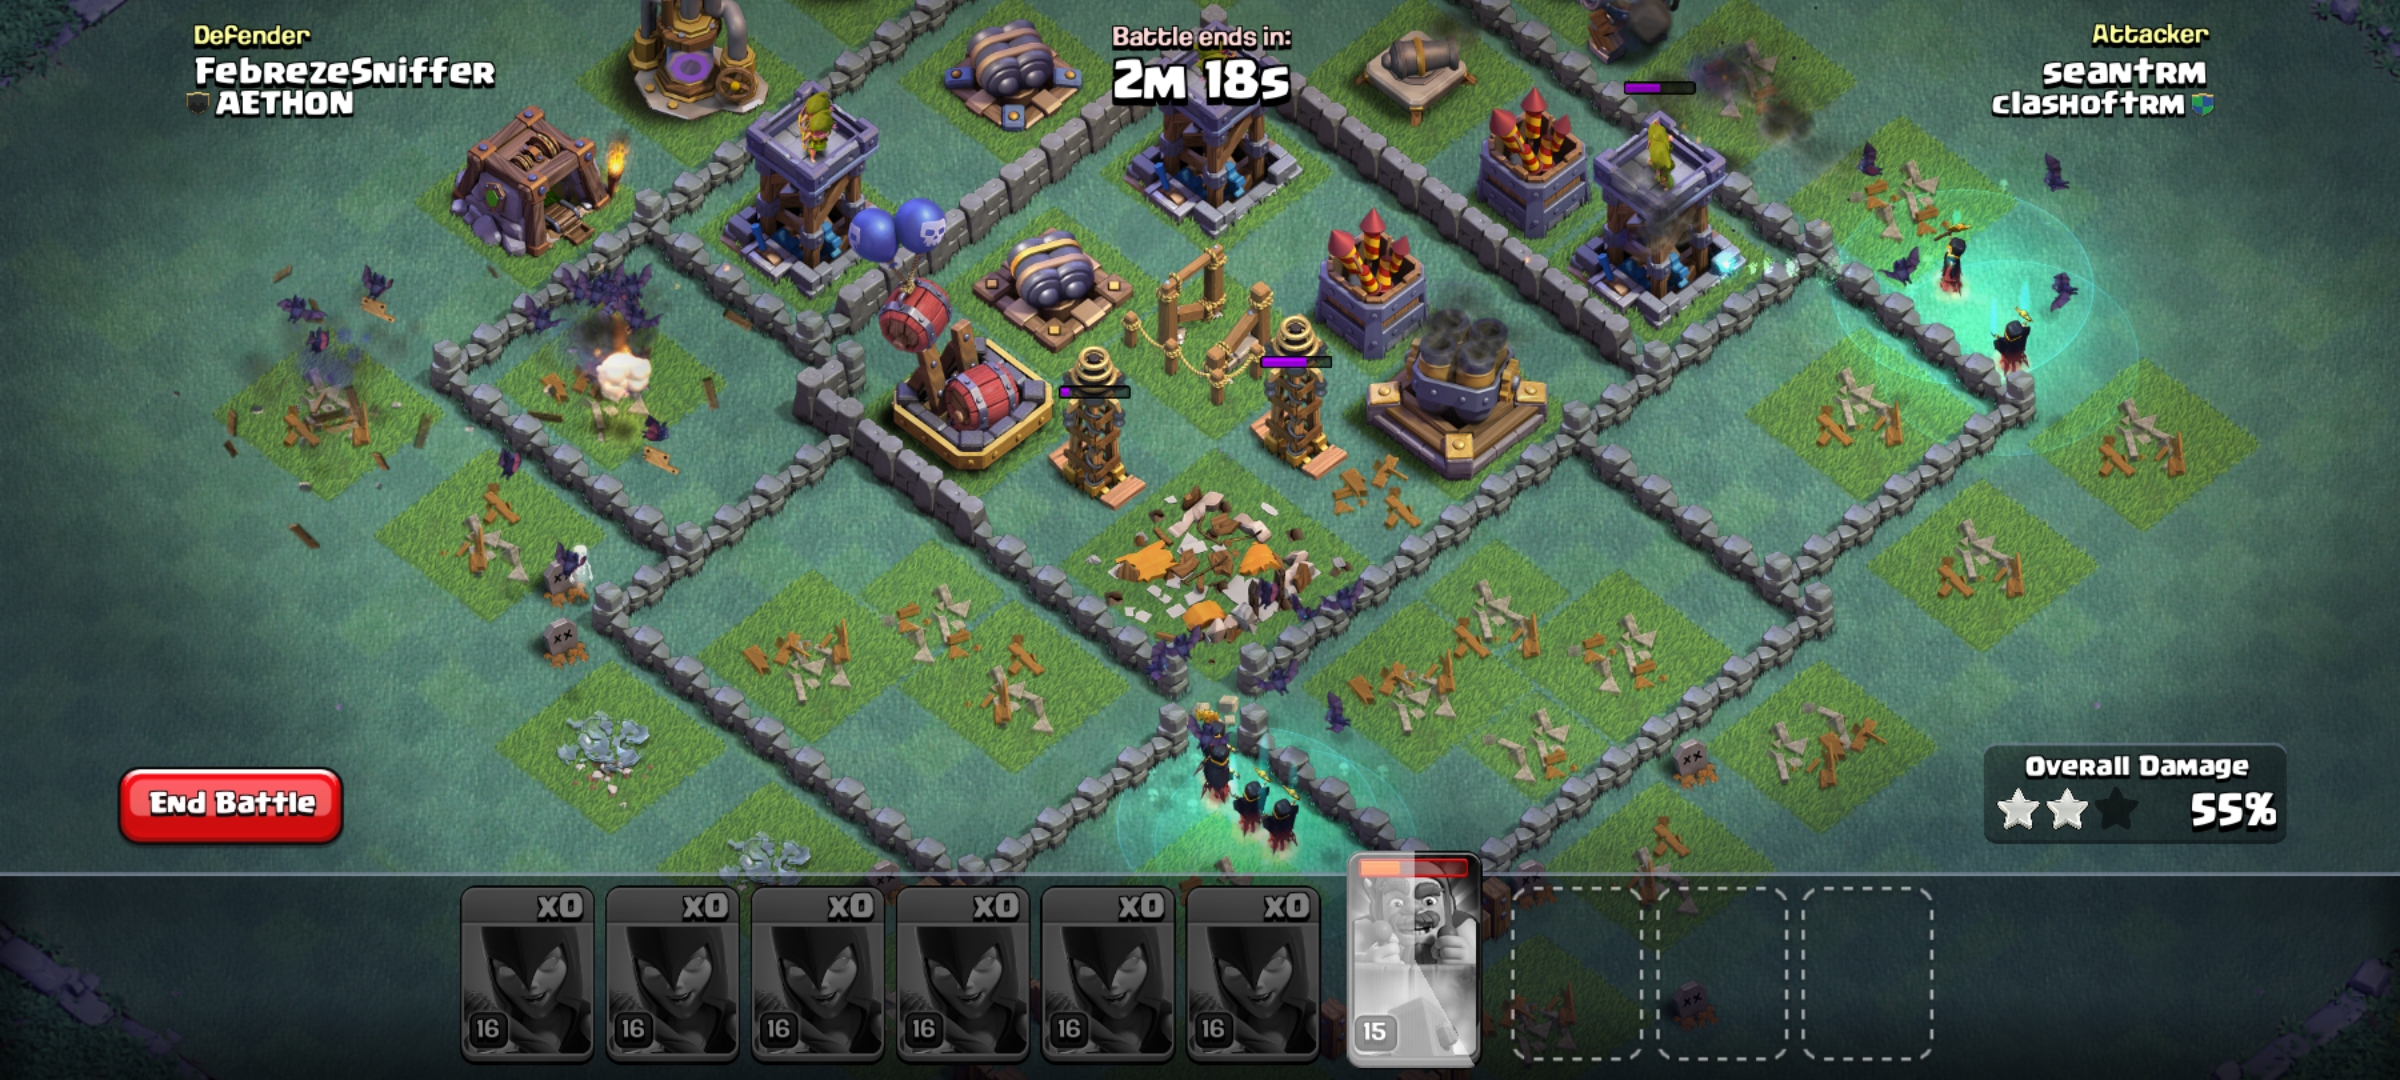 Defender
FebrezeSniffer
AETHON
Battle ends in:
2M 18s
Attacker
seantRM
clashoftRM
End Battle
Overall Damage
55%
x0 x0 x0 x0 x0 x0
16 16 16 16 16 16 15